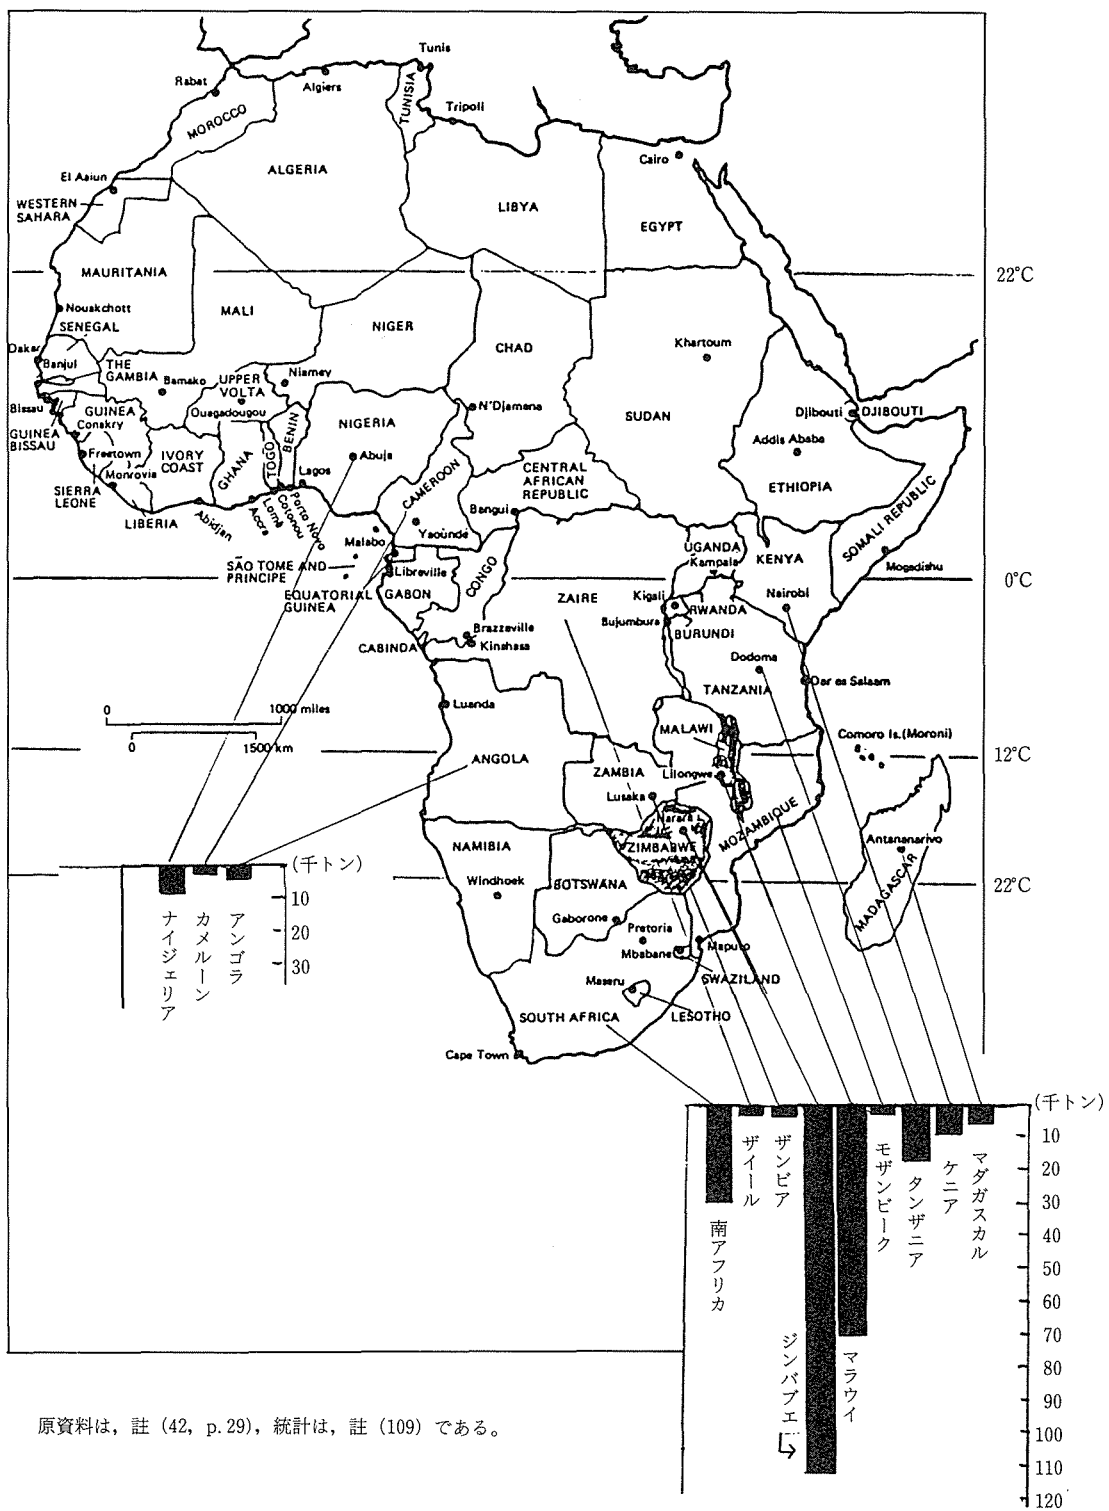 Tunis
Rabat
Algiers
MOROCCO
TUNISIA
Tripoli
Cairo
El Aaiun
ALGERIA
WESTERN
SAHARA
LIBYA
EGYPT
MAURITANIA
22°C
Nouakchott
MALI
SENEGAL
NIGER
CHAD
Khartoum
Dakar
Banjul
THE
GAMBIA
Bamako
UPPER
VOLTA
Niamey
N'Djamena
SUDAN
Djibouti
DJIBOUTI
Bissau
GUINEA
BISSAU
GUINEA
Conakry
Ouagadougou
BENIN
NIGERIA
Addis Ababa
Freetown
IVORY
COAST
GHANA
TOGO
Abuja
CAMEROON
CENTRAL
AFRICAN
REPUBLIC
ETHIOPIA
SOMALI REPUBLIC
Monrovia
SIERRA
LEONE
Lagos
LIBERIA
Abidjan
Accra
Lomé
Cotonou
Porto Novo
Bangui
Yaoundé
Malabo
UGANDA
Kampala
KENYA
Mogadishu
SÃO TOME AND
PRINCIPE
Libreville
CONGO
0°C
EQUATORIAL
GUINEA
GABON
ZAIRE
Kigali
RWANDA
Nairobi
Bujumbura
BURUNDI
Brazzaville
CABINDA
Kinshasa
Dodoma
Dar es Salaam
TANZANIA
0
1000 miles
Luanda
0
1500 km
MALAWI
Comoro Is.(Moroni)
ANGOLA
12°C
ZAMBIA
Lilongwe
Lusaka
Harare
MOZAMBIQUE
Antananarivo
NAMIBIA
ZIMBABWE
MADAGASCAR
(千トン)
Windhoek
BOTSWANA
22°C
10
20
30
ナイジェリア
カメルーン
アンゴラ
Gaborone
Pretoria
Mbabane
Maputo
SWAZILAND
Maseru
SOUTH AFRICA
LESOTHO
Cape Town
(千トン)
10
20
30
40
50
60
70
80
90
100
110
120
南アフリカ
ザイール
ザンビア
ジンバブエ
マラウイ
モザンビーク
タンザニア
ケニア
マダガスカル
原資料は，註（42, p.29），統計は，註（109）である。